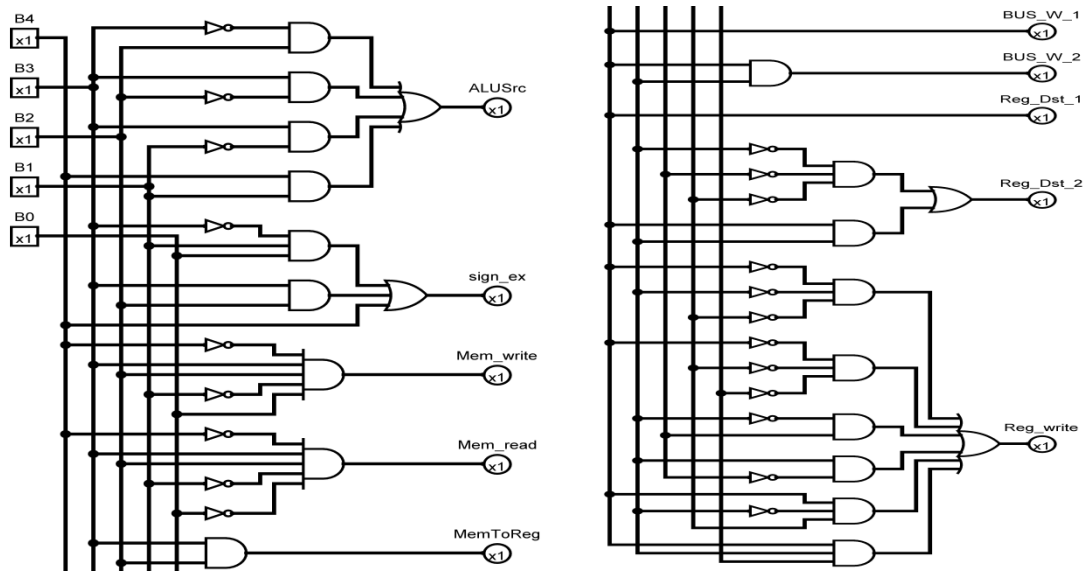 B4
x1
B3
x1
B2
x1
B1
x1
B0
x1
ALUSrc
x1
sign_ex
x1
Mem_write
x1
Mem_read
x1
MemToReg
x1
BUS_W_1
x1
BUS_W_2
x1
Reg_Dst_1
x1
Reg_Dst_2
x1
Reg_write
x1